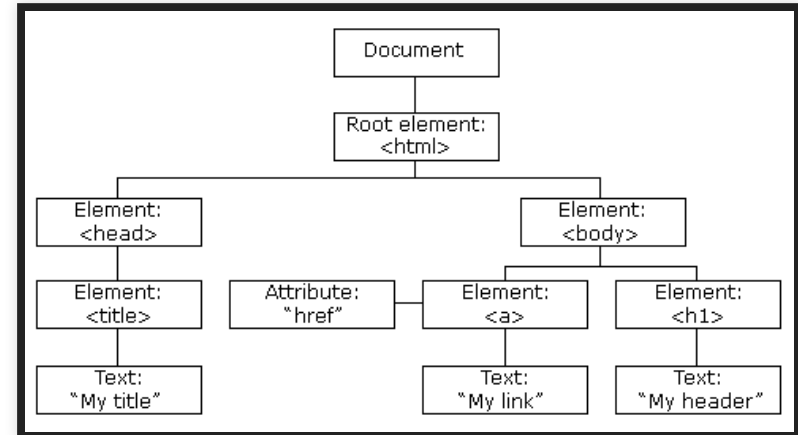 Document
Root element:
<html>
Element:
<head>
Element:
<body>
Element:
<title>
Attribute:
“href”
Element:
<a>
Element:
<h1>
Text:
“My title”
Text:
“My link”
Text:
“My header”